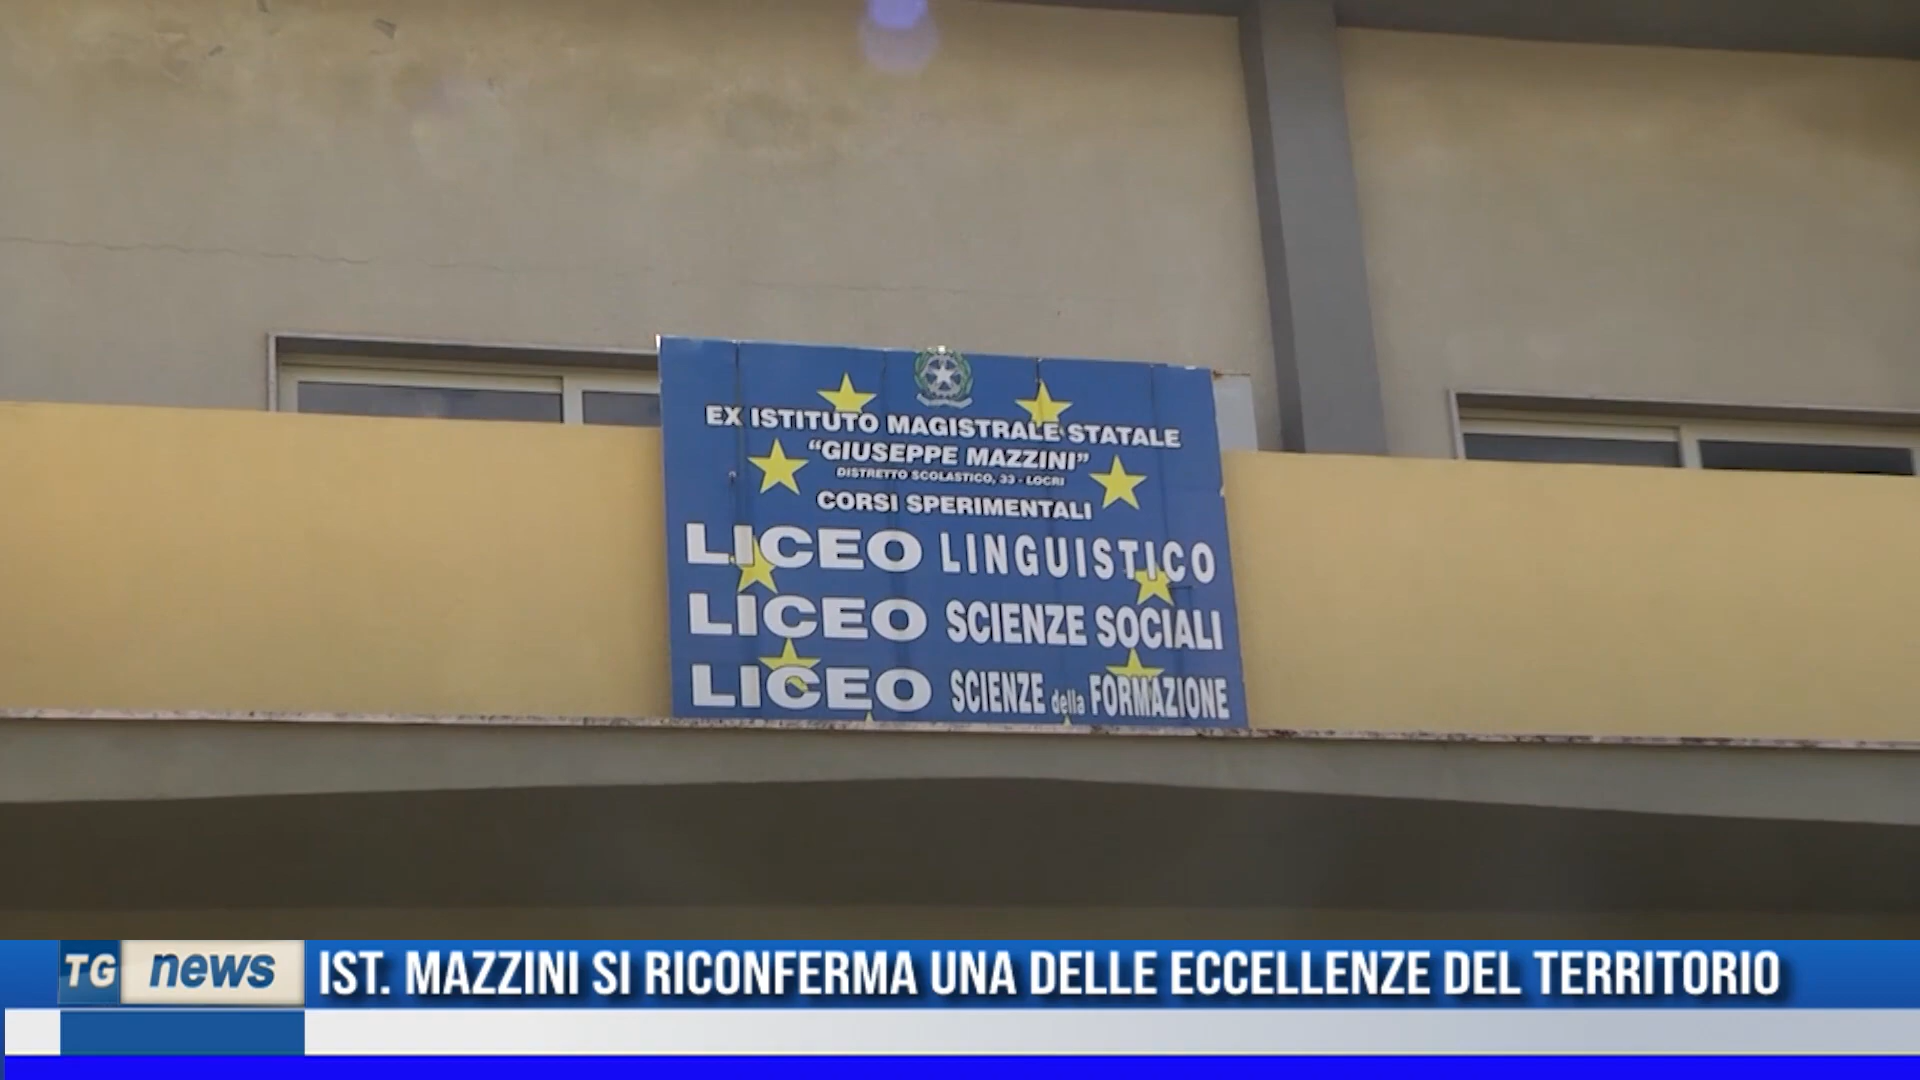 EX ISTITUTO MAGISTRALE STATALE
“GIUSEPPE MAZZINI”
DISTRETTO SCOLASTICO, 33 - LOCRI
CORSI SPERIMENTALI
LICEO LINGUISTICO
LICEO SCIENZE SOCIALI
LICEO SCIENZE della FORMAZIONE
TG news IST. MAZZINI SI RICONFERMA UNA DELLE ECCELLENZE DEL TERRITORIO